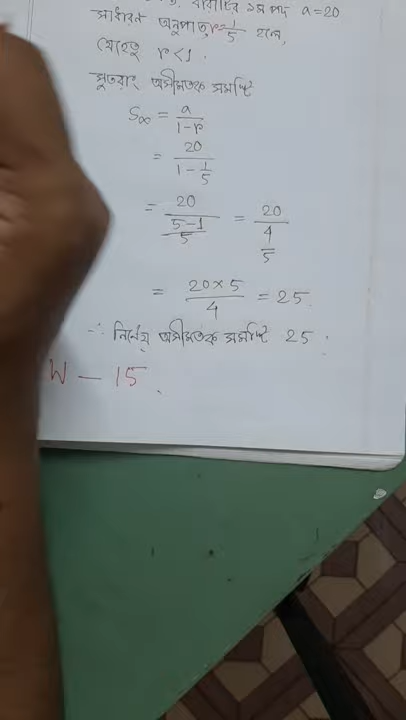 ধারাটির ১ম পদ a = 20
সাধারণ অনুপাত r = 1/5 হলে,
যেহেতু r < 1 .
সুতরাং অসীমতক সমষ্টি
S∞ = a/(1-r)
= 20/(1 - 1/5)
= 20/((5-1)/5) = 20/(4/5)
= (20 × 5)/4 = 25.
∴ নির্ণেয় অসীমতক সমষ্টি 25 .
W — 15 .